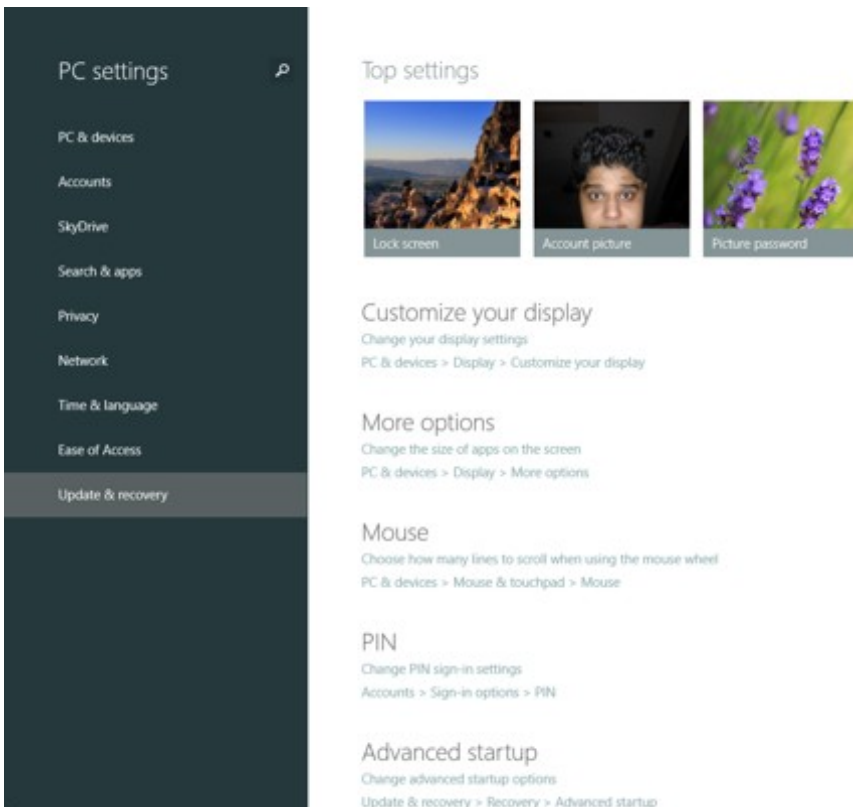 PC settings
PC & devices
Accounts
SkyDrive
Search & apps
Privacy
Network
Time & language
Ease of Access
Update & recovery
Top settings
Lock screen
Account picture
Picture password
Customize your display
Change your display settings
PC & devices > Display > Customize your display
More options
Change the size of apps on the screen
PC & devices > Display > More options
Mouse
Choose how many lines to scroll when using the mouse wheel
PC & devices > Mouse & touchpad > Mouse
PIN
Change PIN sign-in settings
Accounts > Sign-in options > PIN
Advanced startup
Change advanced startup options
Update & recovery > Recovery > Advanced startup